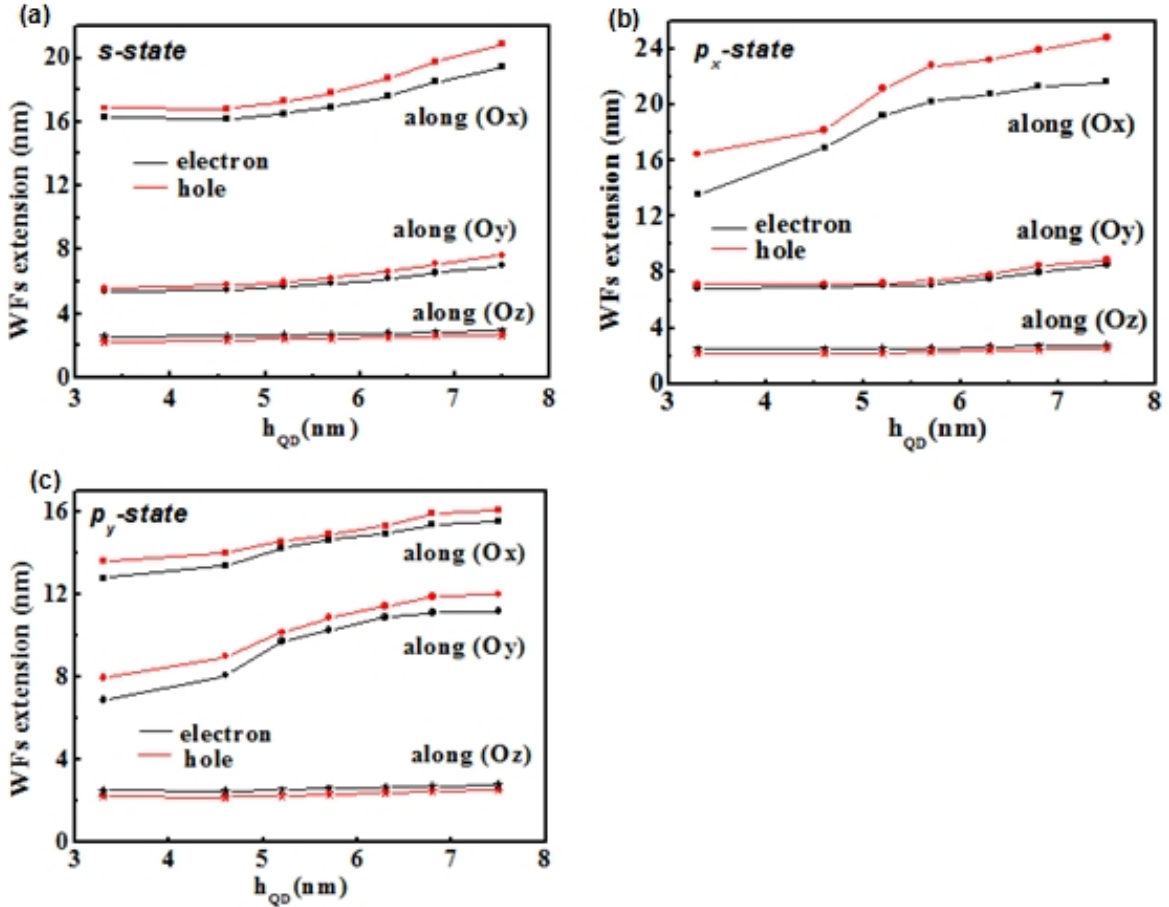 (a)
s-state
20
16
12
8
4
0
WFs extension (nm)
along (Ox)
electron
hole
along (Oy)
along (Oz)
3 4 5 6 7 8
h_QD (nm)
(b)
p_x-state
24
20
16
12
8
4
0
WFs extension (nm)
along (Ox)
electron
hole
along (Oy)
along (Oz)
3 4 5 6 7 8
h_QD (nm)
(c)
p_y-state
16
12
8
4
0
WFs extension (nm)
along (Ox)
along (Oy)
electron
hole
along (Oz)
3 4 5 6 7 8
h_QD (nm)